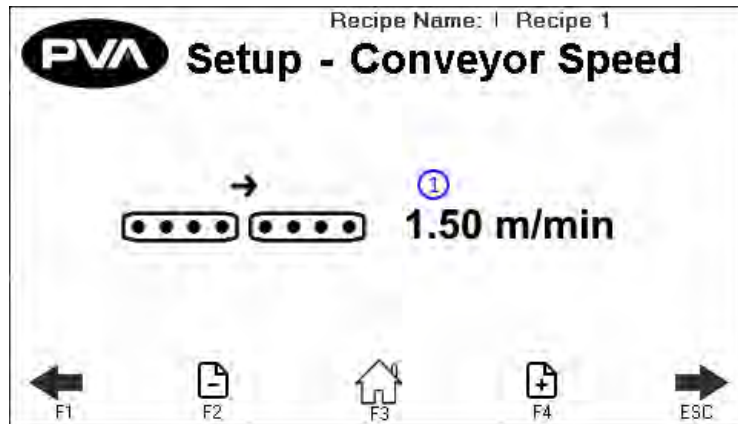 Recipe Name: | Recipe 1
PVA
Setup - Conveyor Speed
1
1.50 m/min
F1 F2 F3 F4 ESC